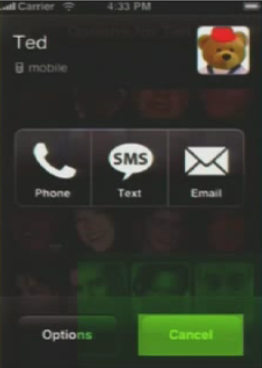 Carrier 4:33 PM
Ted
mobile
SMS
Phone Text Email
Options Cancel